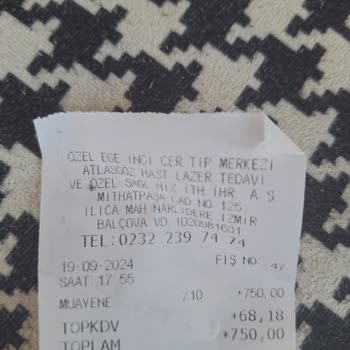 ÖZEL EGE İNCİ CER TIP MERKEZİ
ATLASGÖZ HAST LAZER TEDAVİ
VE ÖZEL SAĞL HİZ İTH. İHR A Ş
MİTHATPAŞA CAD NO 125
ILICA MAH NARLIDERE İZMİR
BALÇOVA VD 1020981601
TEL:0232 239 74 74
19-09-2024 FİŞ NO: 47
SAAT 17 55
MUAYENE %10 *750,00
TOPKDV *68,18
TOPLAM *750,00